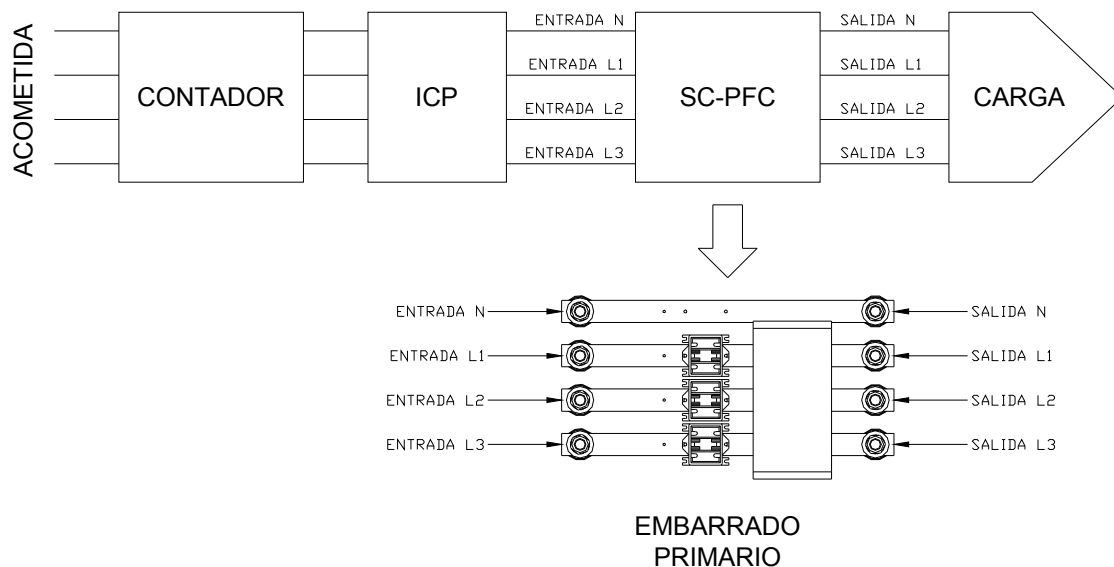 ACOMETIDA
CONTADOR
ICP
ENTRADA N
ENTRADA L1
ENTRADA L2
ENTRADA L3
SC-PFC
SALIDA N
SALIDA L1
SALIDA L2
SALIDA L3
CARGA
ENTRADA N
SALIDA N
ENTRADA L1
SALIDA L1
ENTRADA L2
SALIDA L2
ENTRADA L3
SALIDA L3
EMBARRADO
PRIMARIO